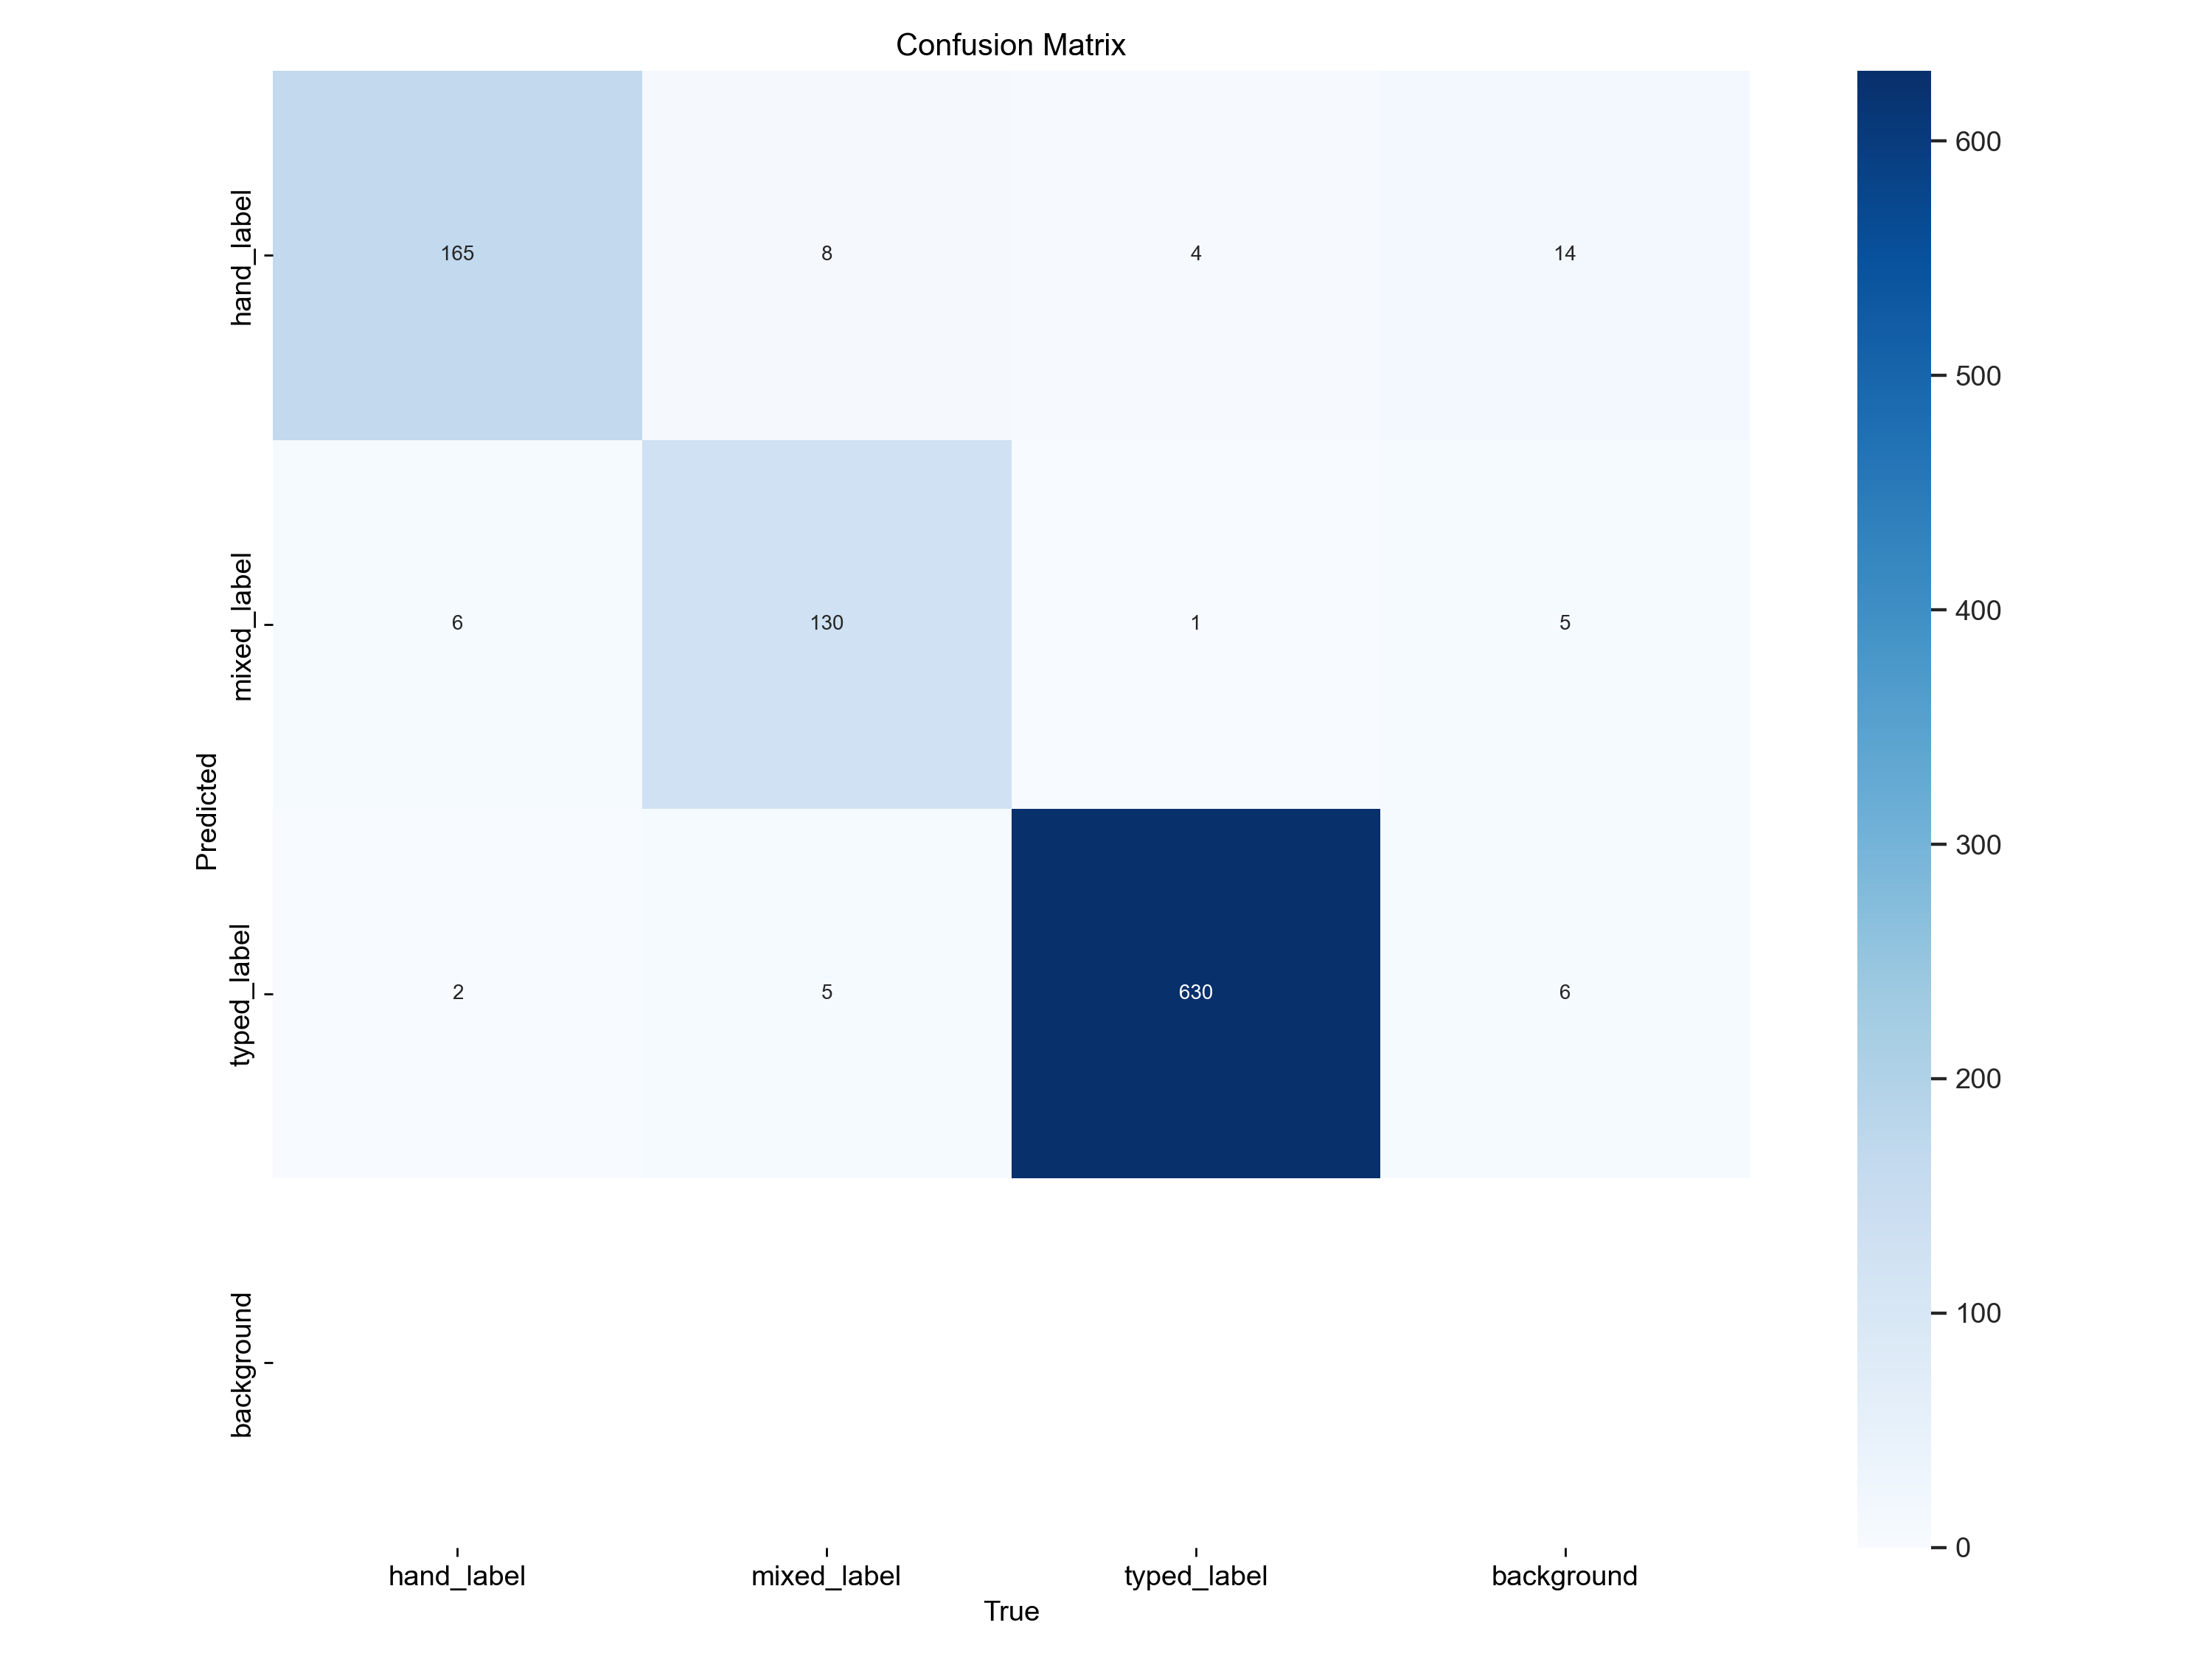 Confusion Matrix
hand_label
165
8
4
14
mixed_label
6
130
1
5
typed_label
2
5
630
6
background
Predicted
hand_label
mixed_label
typed_label
background
True
600
500
400
300
200
100
0